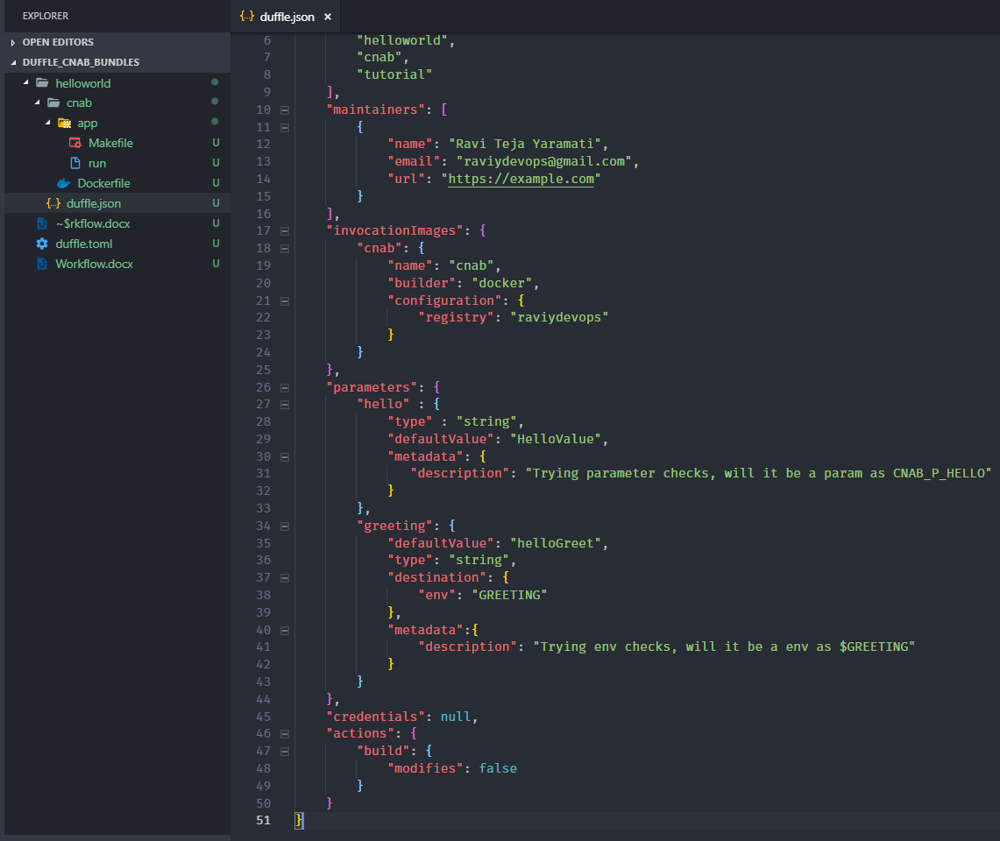 EXPLORER
OPEN EDITORS
DUFFLE_CNAB_BUNDLES
helloworld
cnab
app
Makefile U
run U
Dockerfile U
{..} duffle.json U
~$rkflow.docx U
duffle.toml U
Workflow.docx U
{..} duffle.json ×
6 "helloworld",
7 "cnab",
8 "tutorial"
9 ],
10 "maintainers": [
11 {
12 "name": "Ravi Teja Yaramati",
13 "email": "raviydevops@gmail.com",
14 "url": "https://example.com"
15 }
16 ],
17 "invocationImages": {
18 "cnab": {
19 "name": "cnab",
20 "builder": "docker",
21 "configuration": {
22 "registry": "raviydevops"
23 }
24 }
25 },
26 "parameters": {
27 "hello" : {
28 "type" : "string",
29 "defaultValue": "HelloValue",
30 "metadata": {
31 "description": "Trying parameter checks, will it be a param as CNAB_P_HELLO"
32 }
33 },
34 "greeting": {
35 "defaultValue": "helloGreet",
36 "type": "string",
37 "destination": {
38 "env": "GREETING"
39 },
40 "metadata":{
41 "description": "Trying env checks, will it be a env as $GREETING"
42 }
43 }
44 },
45 "credentials": null,
46 "actions": {
47 "build": {
48 "modifies": false
49 }
50 }
51 }